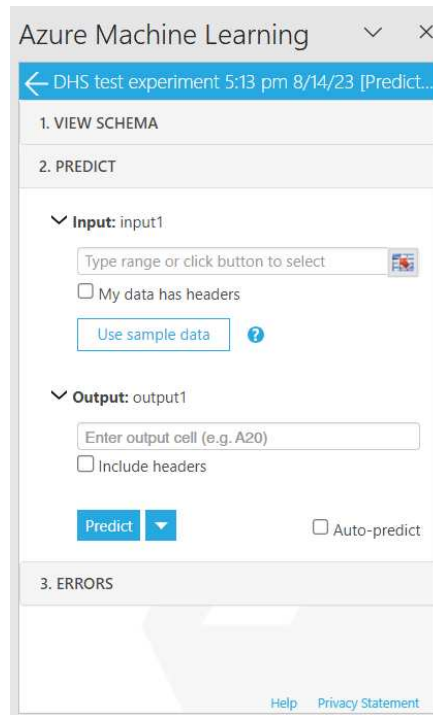 Azure Machine Learning
DHS test experiment 5:13 pm 8/14/23 [Predict...
1. VIEW SCHEMA
2. PREDICT
Input: input1
Type range or click button to select
My data has headers
Use sample data ?
Output: output1
Enter output cell (e.g. A20)
Include headers
Predict Auto-predict
3. ERRORS
Help Privacy Statement